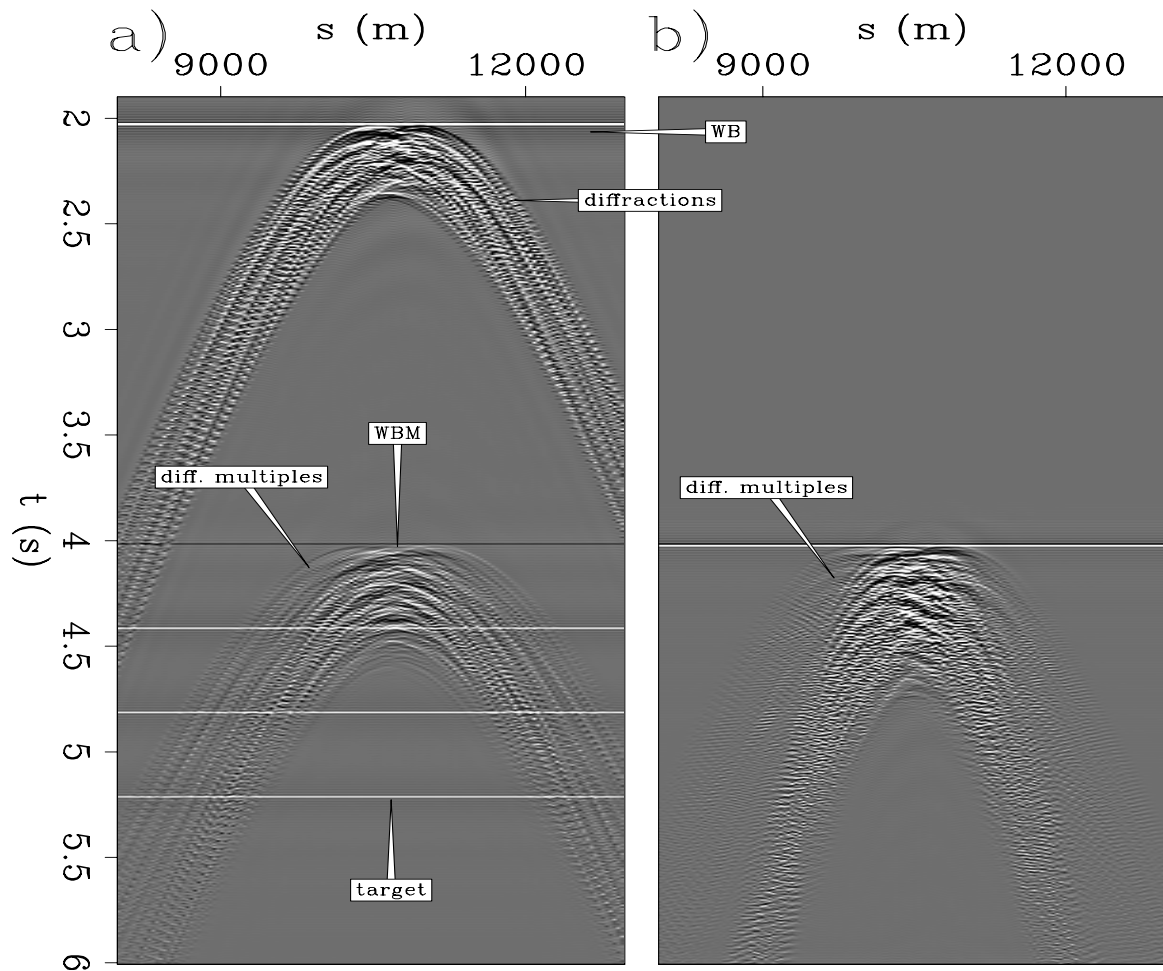 a) s (m) b) s (m)
9000 12000 9000 12000
2
WB
diffractions
2.5
3
WBM
3.5
diff. multiples
diff. multiples
t (s)
4
4.5
5
target
5.5
6